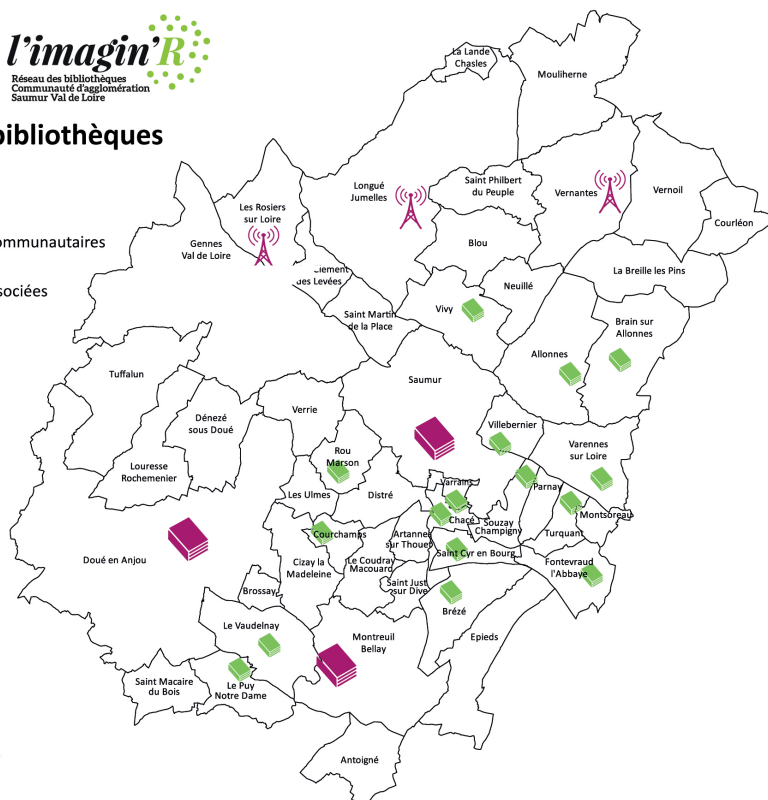 l'imagin'R
Réseau des bibliothèques
Communauté d'agglomération
Saumur Val de Loire
bibliothèques
ommunautaires
sociées
La Lande
Chasles
Mouliherne
Longué
Jumelles
Saint Philbert
du Peuple
Vernantes
Vernoil
Courléon
Les Rosiers
sur Loire
Gennes
Val de Loire
Blou
La Breille les Pins
lement
des Levées
Neuillé
Vivy
Saint Martin
de la Place
Brain sur
Allonnes
Allonnes
Tuffalun
Saumur
Verrie
Dénezé
sous Doué
Villebernier
Varennes
sur Loire
Rou
Marson
Louresse
Rochemenier
Les Ulmes
Distré
Varrains
Parnay
Chacé
Souzay
Champigny
Montsoreau
Turquant
Courchamps
Artannes
sur Thouet
Saint Cyr en Bourg
Doué en Anjou
Cizay la
Madeleine
Le Coudray
Macouard
Fontevraud
l'Abbaye
Saint Just
sur Dive
Brossay
Brézé
Le Vaudelnay
Montreuil
Bellay
Epieds
Saint Macaire
du Bois
Le Puy
Notre Dame
Antoigné